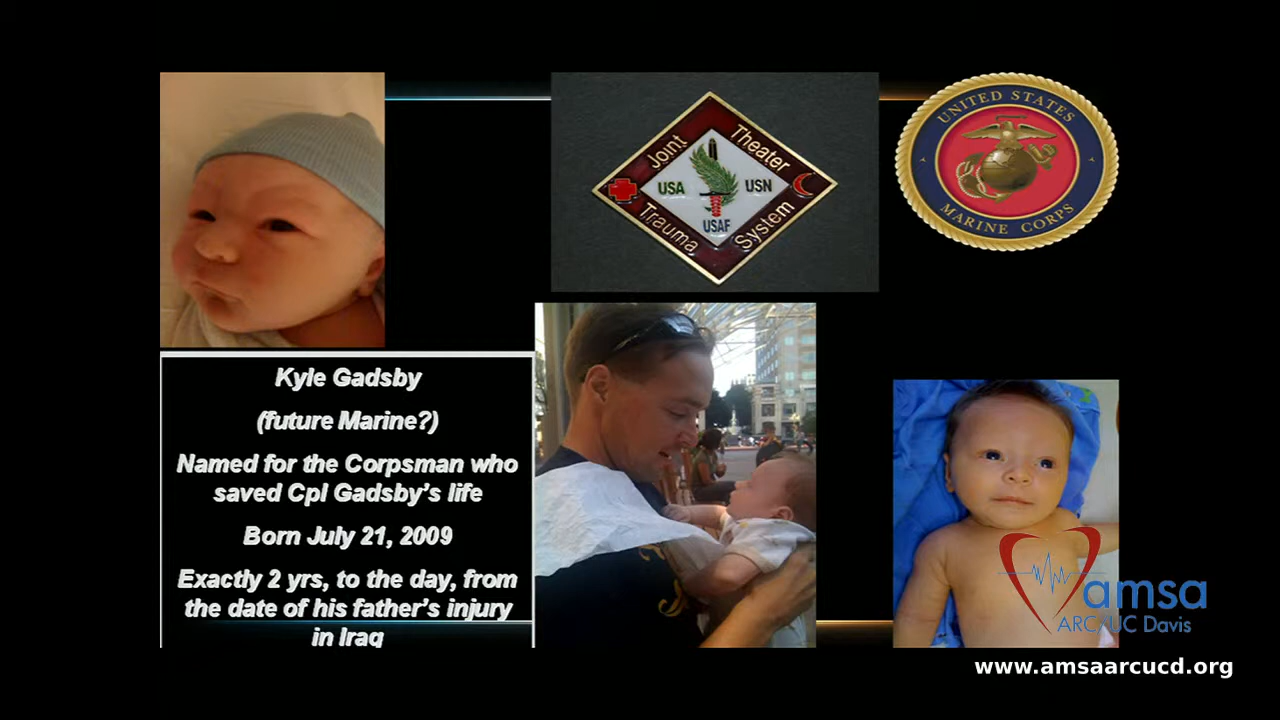 Joint Theater
Trauma System
USA
USN
USAF
UNITED STATES
MARINE CORPS
Kyle Gadsby
(future Marine?)
Named for the Corpsman who
saved Cpl Gadsby's life
Born July 21, 2009
Exactly 2 yrs, to the day, from
the date of his father's injury
in Iraq
amsa
ARC/UC Davis
www.amsaarcucd.org